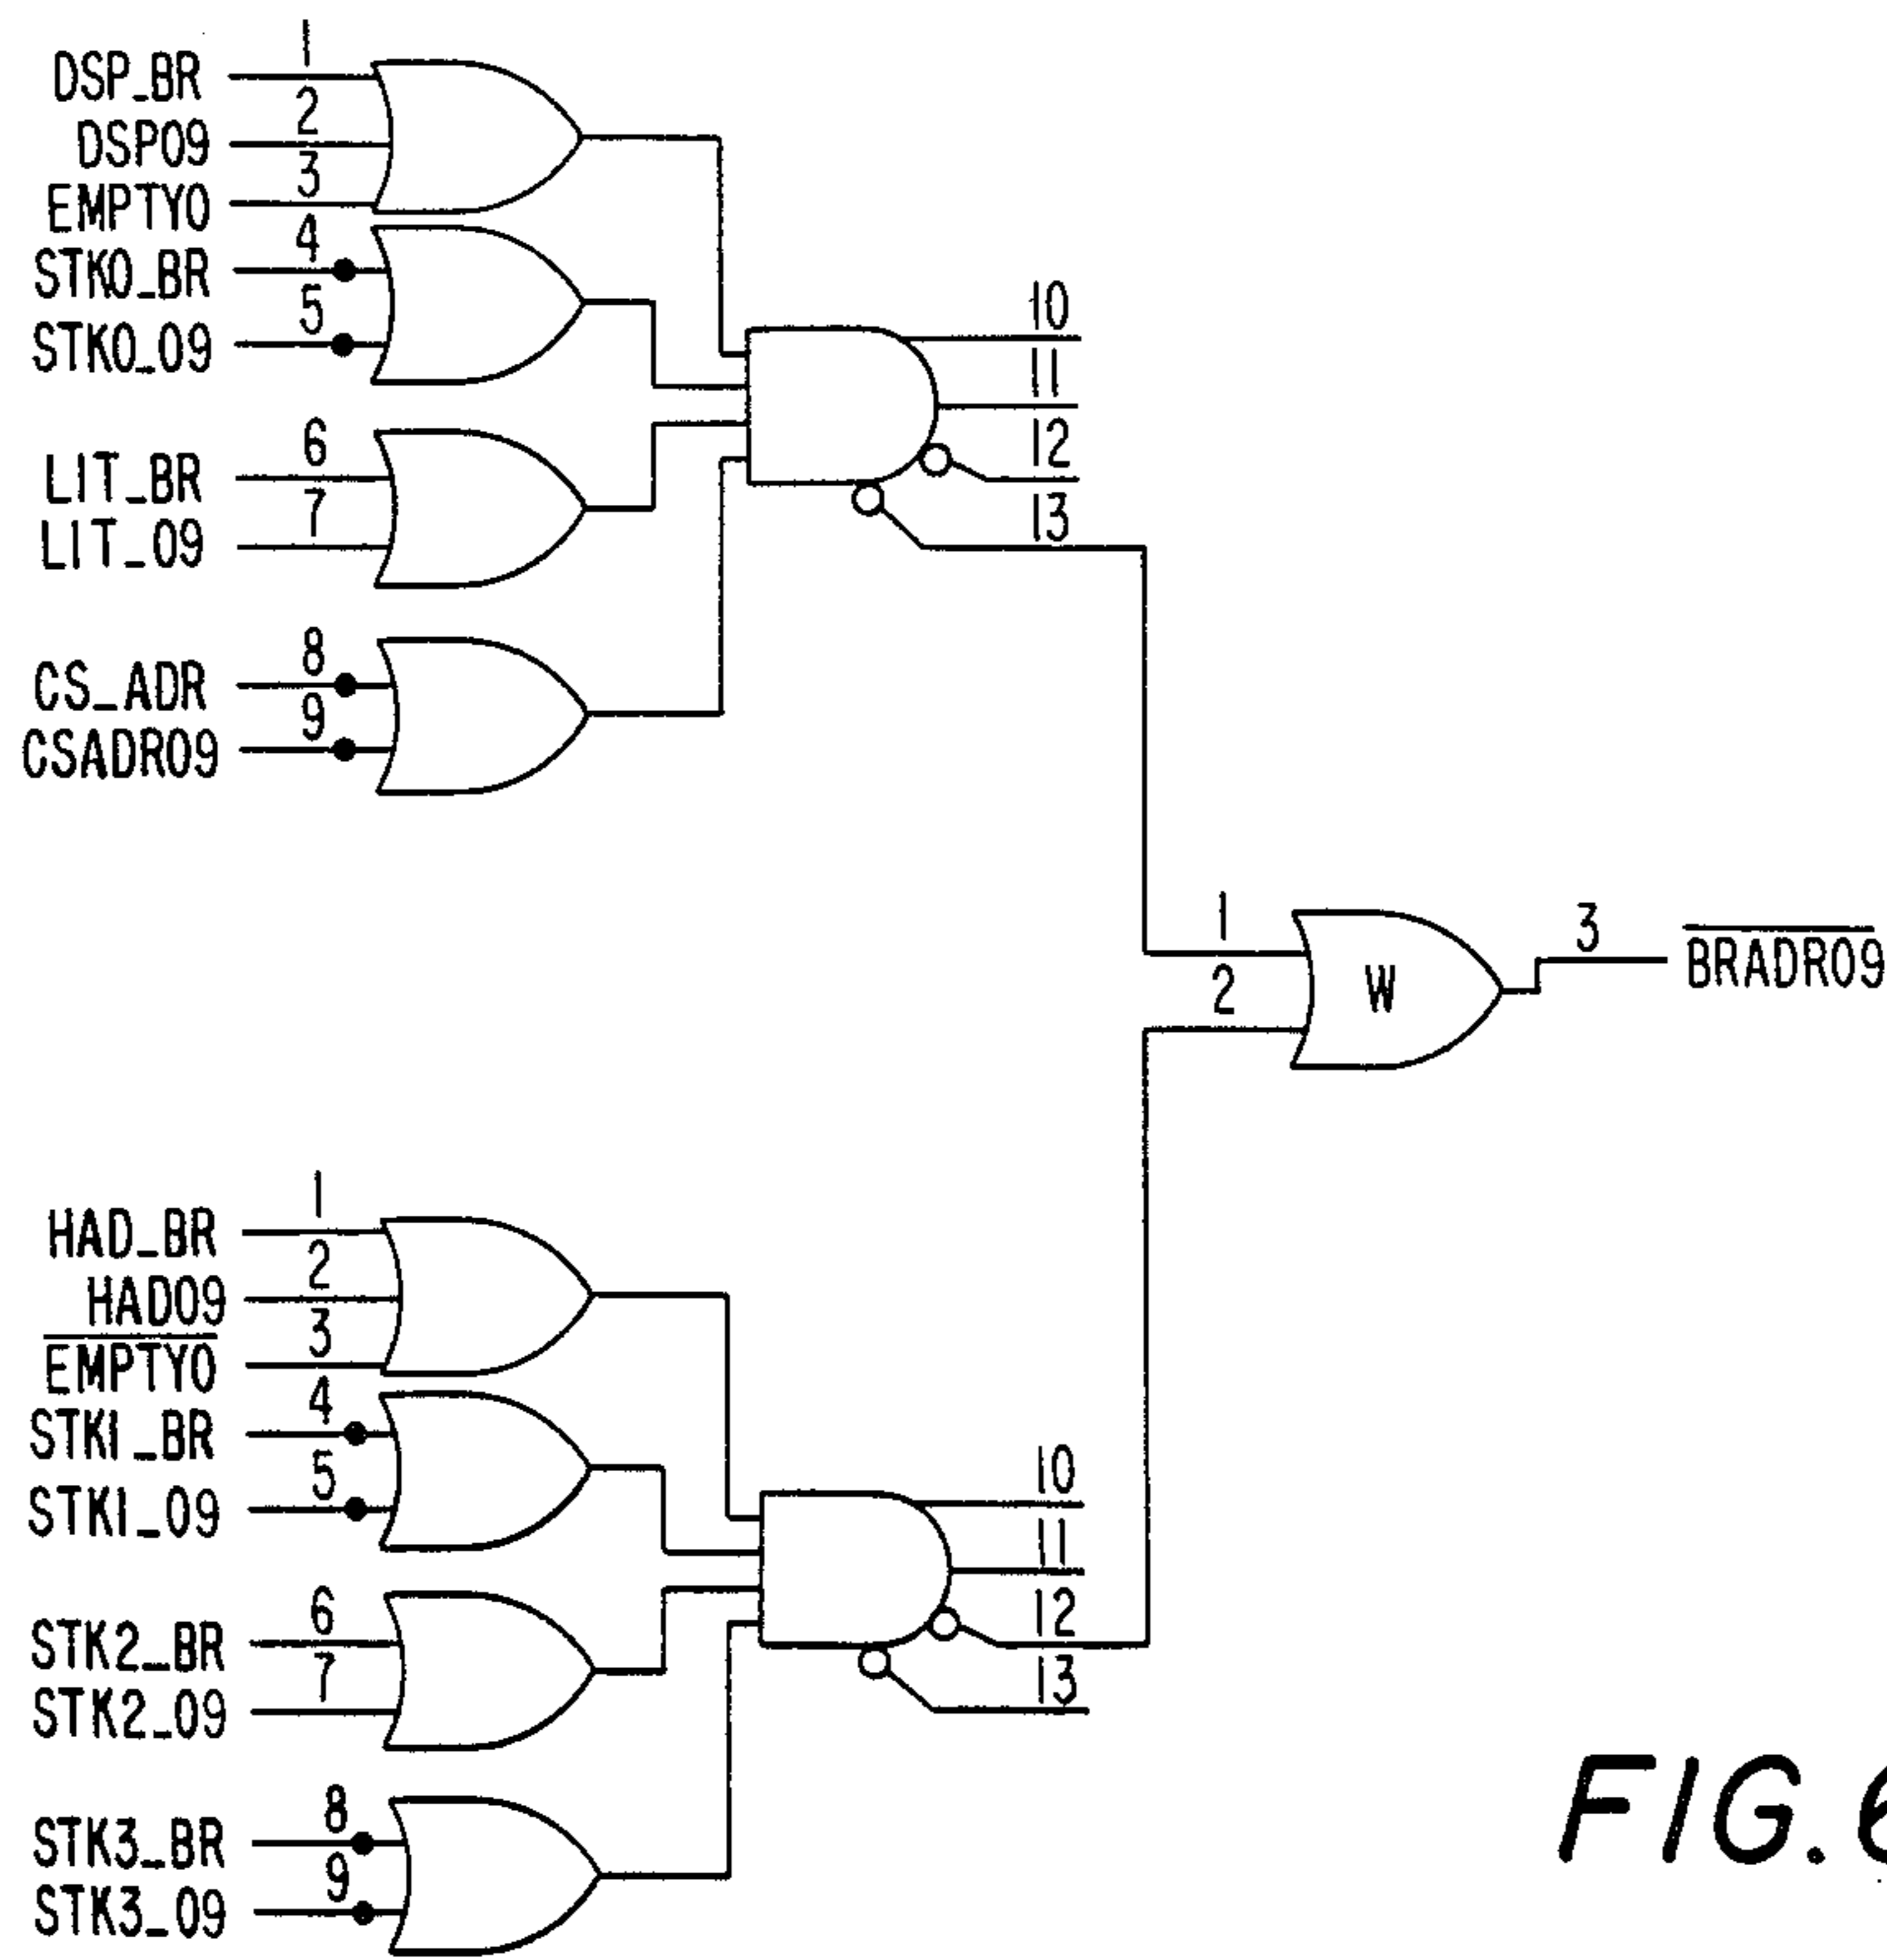 DSP_BR 1
DSP09 2
EMPTY0 3
STK0_BR 4
STK0_09 5
LIT_BR 6
LIT_09 7
CS_ADR 8
CSADR09 9
10
11
12
13
1
2
W
3 BRADR09
HAD_BR 1
HAD09 2
EMPTY0 3
STK1_BR 4
STK1_09 5
STK2_BR 6
STK2_09 7
STK3_BR 8
STK3_09 9
10
11
12
13
FIG.6